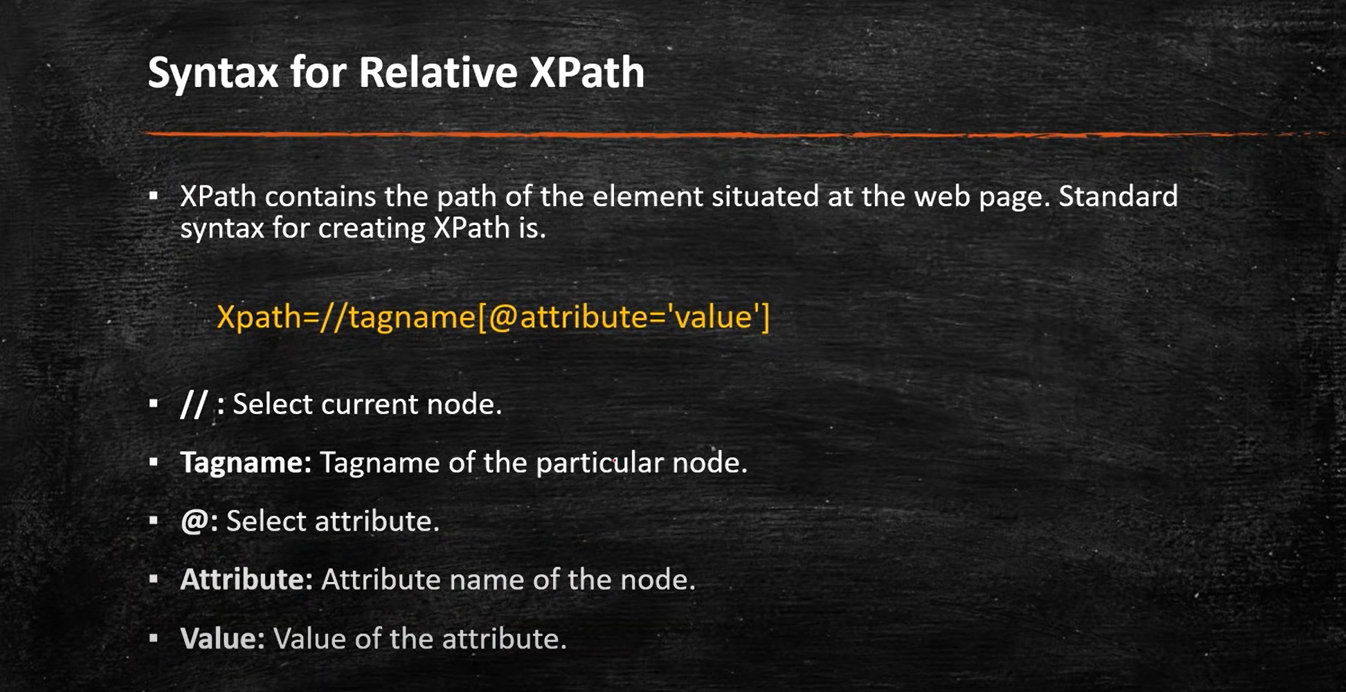 Syntax for Relative XPath
▪ XPath contains the path of the element situated at the web page. Standard
syntax for creating XPath is.
Xpath=//tagname[@attribute='value']
▪ // : Select current node.
▪ Tagname: Tagname of the particular node.
▪ @: Select attribute.
▪ Attribute: Attribute name of the node.
▪ Value: Value of the attribute.